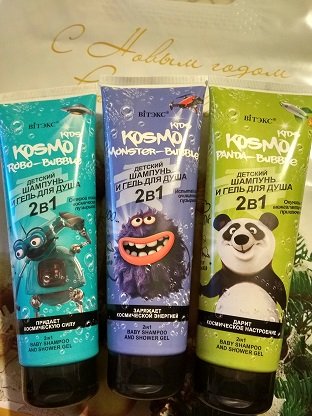 С Новым годом
ВIТЭКС®
KIDS
KOSMO
ROBO-BUBBLE
ДЕТСКИЙ
ШАМПУНЬ
И ГЕЛЬ ДЛЯ ДУША
2в1
ПРИДАЕТ
КОСМИЧЕСКУЮ СИЛУ
2in1
BABY SHAMPOO
AND SHOWER GEL
ВIТЭКС®
KIDS
KOSMO
MONSTER-BUBBLE
ДЕТСКИЙ
ШАМПУНЬ
И ГЕЛЬ ДЛЯ ДУША
2в1
ЗАРЯЖАЕТ
КОСМИЧЕСКОЙ ЭНЕРГИЕЙ
2in1
BABY SHAMPOO
AND SHOWER GEL
ВIТЭКС®
KIDS
KOSMO
PANDA-BUBBLE
ДЕТСКИЙ
ШАМПУНЬ
И ГЕЛЬ ДЛЯ ДУША
2в1
ДАРИТ
КОСМИЧЕСКОЕ НАСТРОЕНИЕ
2in1
BABY SHAMPOO
AND SHOWER GEL